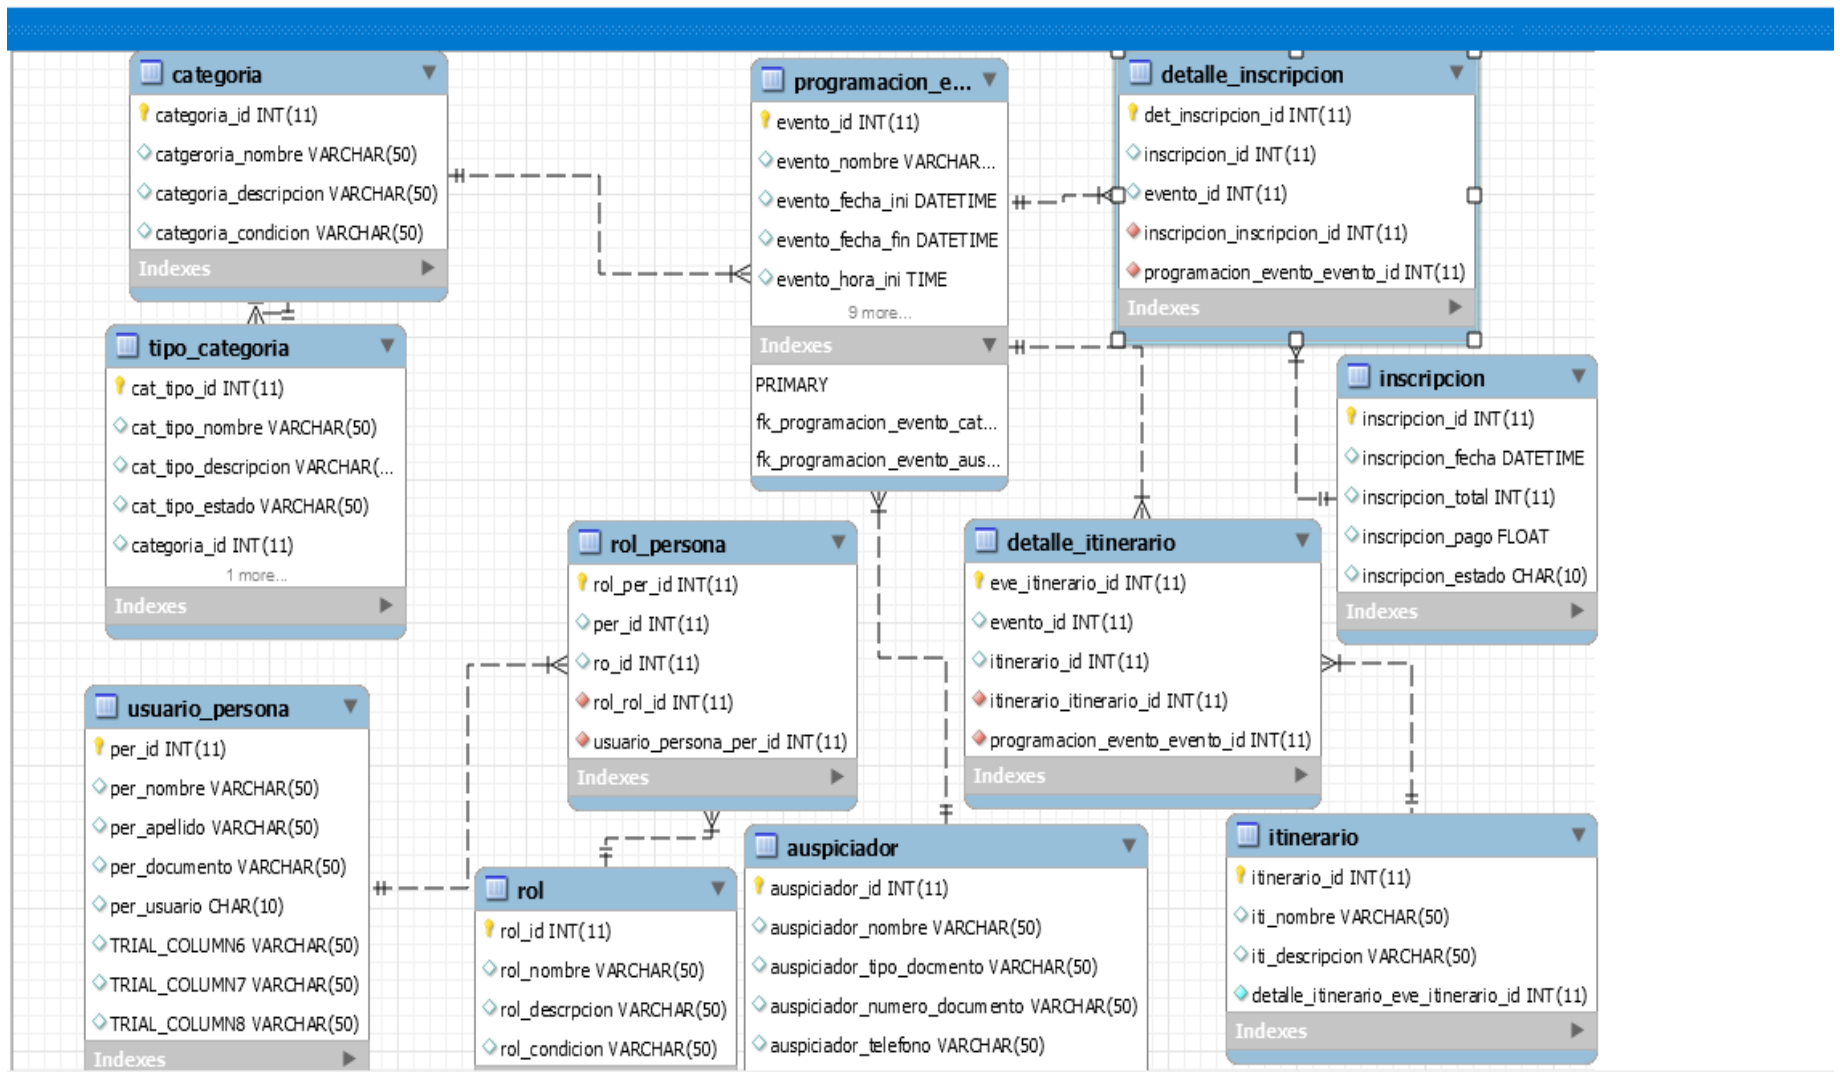 categoria
categoria_id INT(11)
catgeroria_nombre VARCHAR(50)
categoria_descripcion VARCHAR(50)
categoria_condicion VARCHAR(50)
Indexes
tipo_categoria
cat_tipo_id INT(11)
cat_tipo_nombre VARCHAR(50)
cat_tipo_descripcion VARCHAR(...
cat_tipo_estado VARCHAR(50)
categoria_id INT(11)
1 more...
Indexes
usuario_persona
per_id INT(11)
per_nombre VARCHAR(50)
per_apellido VARCHAR(50)
per_documento VARCHAR(50)
per_usuario CHAR(10)
TRIAL_COLUMN6 VARCHAR(50)
TRIAL_COLUMN7 VARCHAR(50)
TRIAL_COLUMN8 VARCHAR(50)
Indexes
rol_persona
rol_per_id INT(11)
per_id INT(11)
ro_id INT(11)
rol_rol_id INT(11)
usuario_persona_per_id INT(11)
Indexes
rol
rol_id INT(11)
rol_nombre VARCHAR(50)
rol_descrpcion VARCHAR(50)
rol_condicion VARCHAR(50)
programacion_e...
evento_id INT(11)
evento_nombre VARCHAR...
evento_fecha_ini DATETIME
evento_fecha_fin DATETIME
evento_hora_ini TIME
9 more...
Indexes
PRIMARY
fk_programacion_evento_cat...
fk_programacion_evento_aus...
auspiciador
auspiciador_id INT(11)
auspiciador_nombre VARCHAR(50)
auspiciador_tipo_docmento VARCHAR(50)
auspiciador_numero_documento VARCHAR(50)
auspiciador_telefono VARCHAR(50)
detalle_inscripcion
det_inscripcion_id INT(11)
inscripcion_id INT(11)
evento_id INT(11)
inscripcion_inscripcion_id INT(11)
programacion_evento_evento_id INT(11)
Indexes
inscripcion
inscripcion_id INT(11)
inscripcion_fecha DATETIME
inscripcion_total INT(11)
inscripcion_pago FLOAT
inscripcion_estado CHAR(10)
Indexes
detalle_itinerario
eve_itinerario_id INT(11)
evento_id INT(11)
itinerario_id INT(11)
itinerario_itinerario_id INT(11)
programacion_evento_evento_id INT(11)
Indexes
itinerario
itinerario_id INT(11)
iti_nombre VARCHAR(50)
iti_descripcion VARCHAR(50)
detalle_itinerario_eve_itinerario_id INT(11)
Indexes